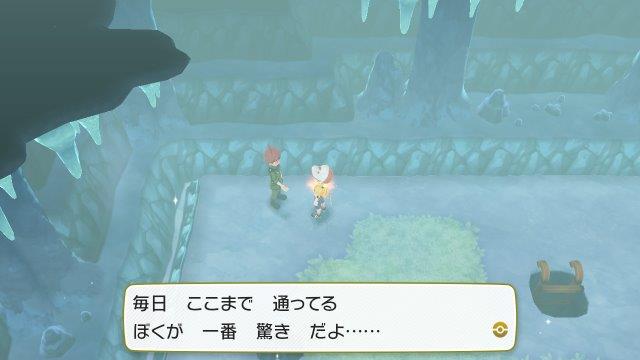 毎日　ここまで　通ってる
ぼくが　一番　驚き　だよ……